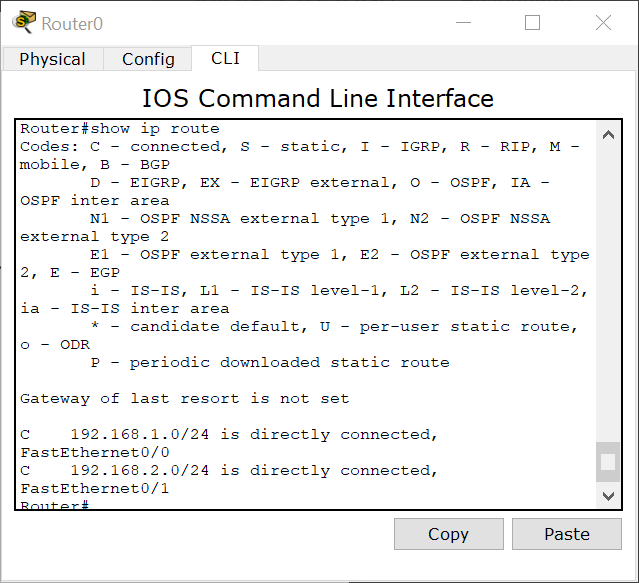 Router0
Physical Config CLI
IOS Command Line Interface
Router#show ip route
Codes: C - connected, S - static, I - IGRP, R - RIP, M -
mobile, B - BGP
       D - EIGRP, EX - EIGRP external, O - OSPF, IA -
OSPF inter area
       N1 - OSPF NSSA external type 1, N2 - OSPF NSSA
external type 2
       E1 - OSPF external type 1, E2 - OSPF external type
2, E - EGP
       i - IS-IS, L1 - IS-IS level-1, L2 - IS-IS level-2,
ia - IS-IS inter area
       * - candidate default, U - per-user static route,
o - ODR
       P - periodic downloaded static route
Gateway of last resort is not set
C    192.168.1.0/24 is directly connected,
FastEthernet0/0
C    192.168.2.0/24 is directly connected,
FastEthernet0/1
Router#
Copy Paste